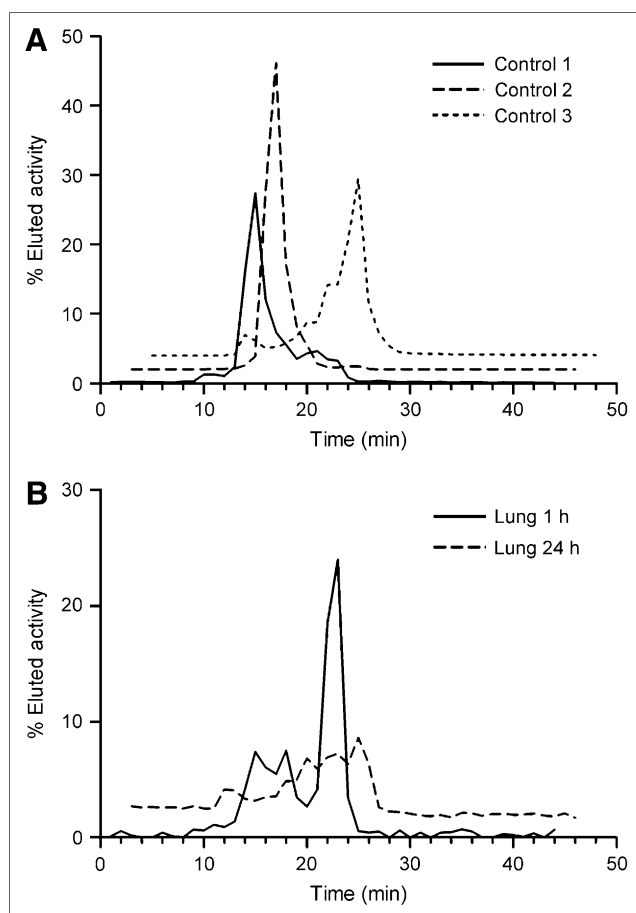 A
50
40
30
20
10
0
% Eluted activity
Control 1
Control 2
Control 3
0 10 20 30 40 50
Time (min)
B
30
20
10
0
% Eluted activity
Lung 1 h
Lung 24 h
0 10 20 30 40 50
Time (min)